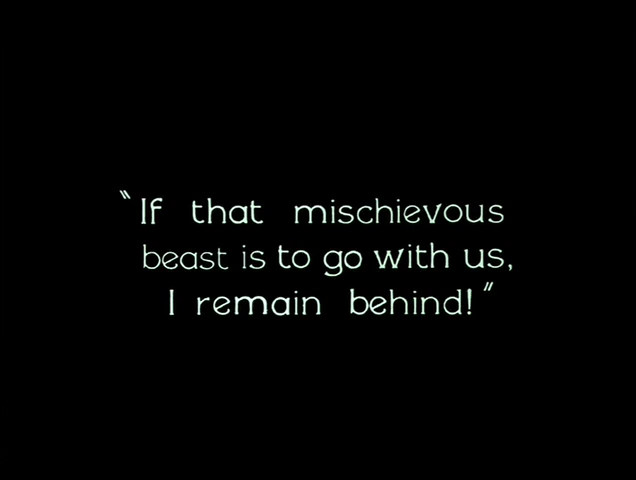 "If that mischievous
beast is to go with us,
I remain behind!"